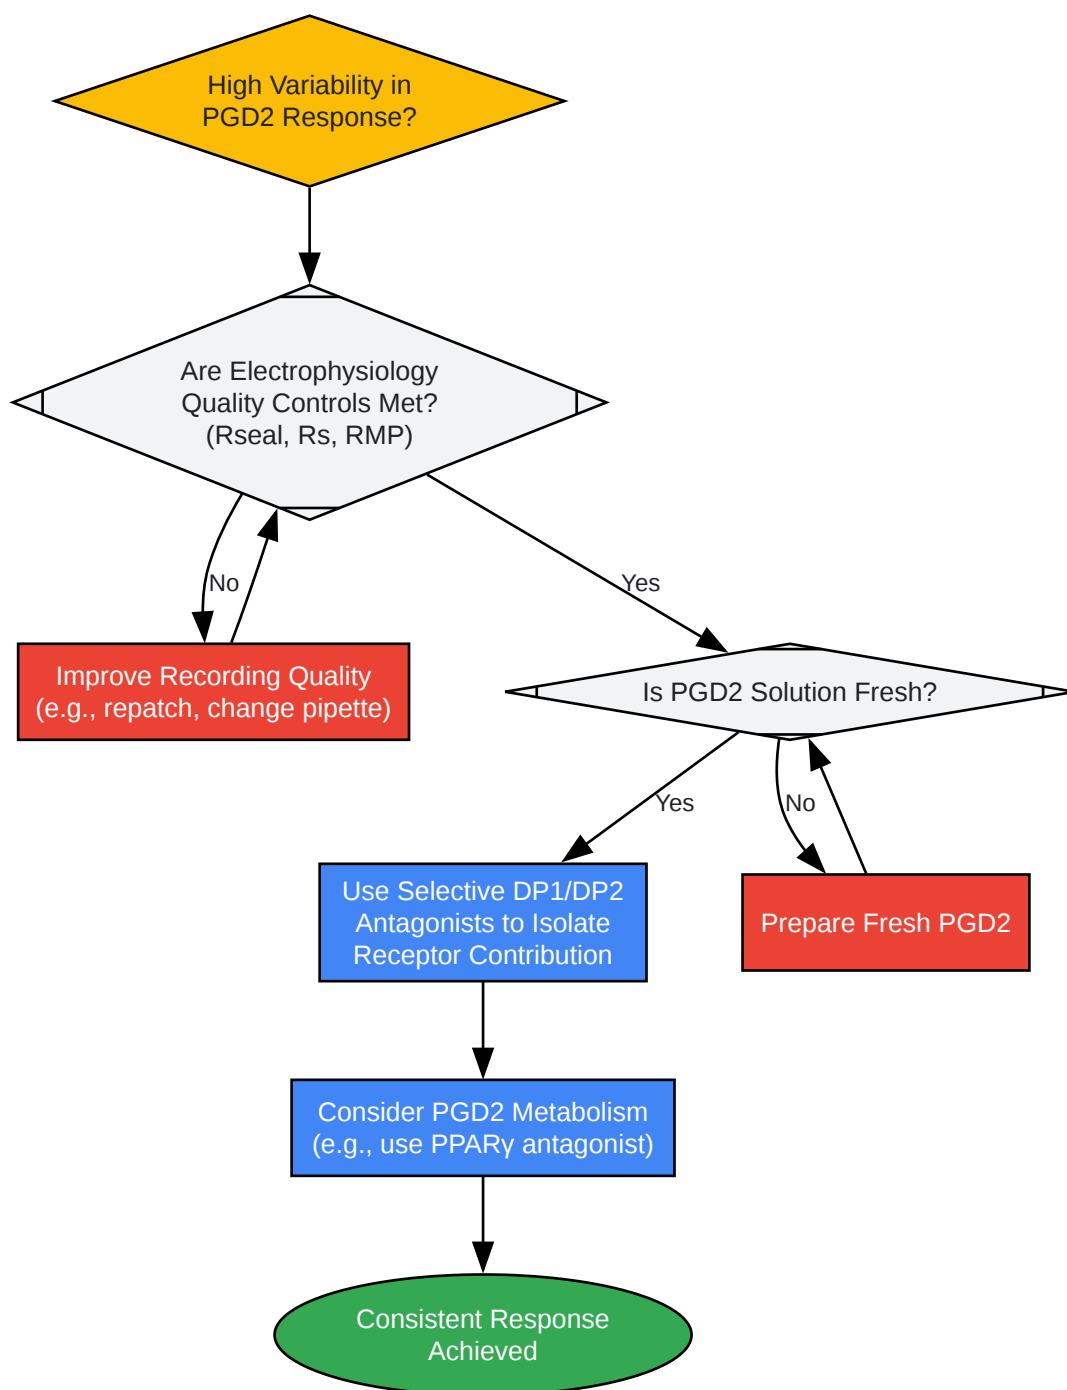 High Variability in
PGD2 Response?
Are Electrophysiology
Quality Controls Met?
(Rseal, Rs, RMP)
No
Yes
Improve Recording Quality
(e.g., repatch, change pipette)
Is PGD2 Solution Fresh?
Yes
No
Use Selective DP1/DP2
Antagonists to Isolate
Receptor Contribution
Prepare Fresh PGD2
Consider PGD2 Metabolism
(e.g., use PPARγ antagonist)
Consistent Response
Achieved